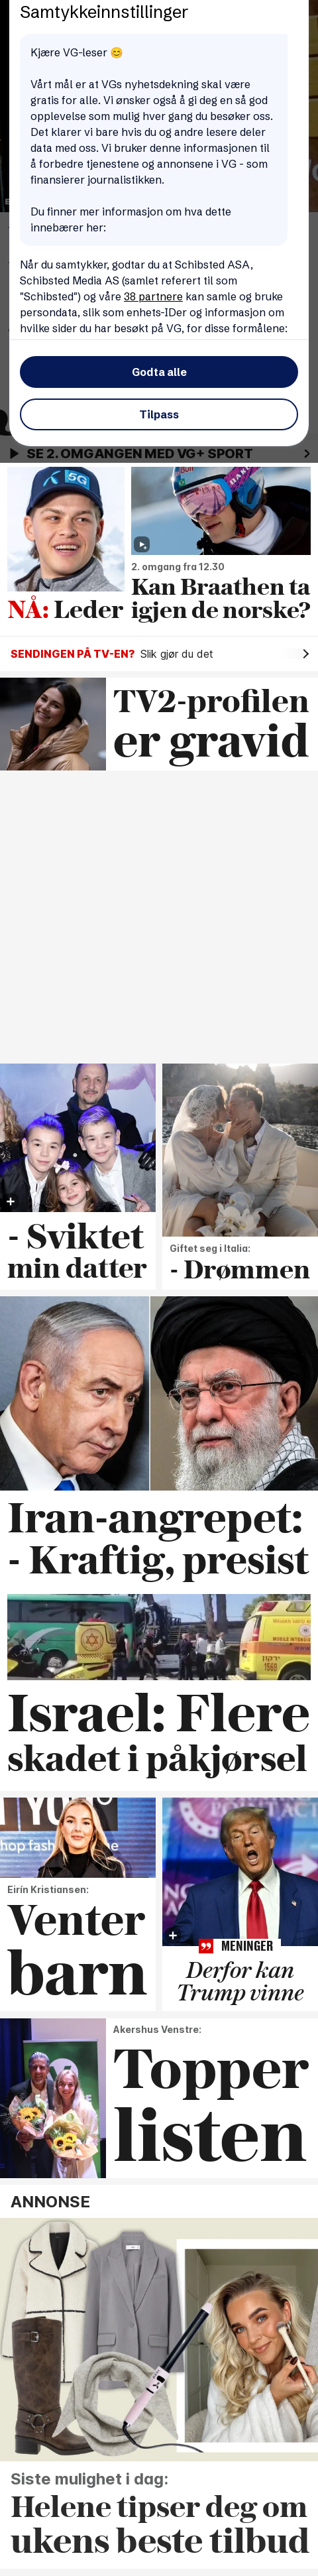 Samtykkeinnstillinger
Kjære VG-leser 😊
Vårt mål er at VGs nyhetsdekning skal være
gratis for alle. Vi ønsker også å gi deg en så god
opplevelse som mulig hver gang du besøker oss.
Det klarer vi bare hvis du og andre lesere deler
data med oss. Vi bruker denne informasjonen til
å forbedre tjenestene og annonsene i VG - som
finansierer journalistikken.
Du finner mer informasjon om hva dette
innebærer her:
Når du samtykker, godtar du at Schibsted ASA,
Schibsted Media AS (samlet referert til som
"Schibsted") og våre 38 partnere kan samle og bruke
persondata, slik som enhets-IDer og informasjon om
hvilke sider du har besøkt på VG, for disse formålene:
Godta alle
Tilpass
SE 2. OMGANGEN MED VG+ SPORT
5G
NÅ: Leder
2. omgang fra 12.30
Kan Braathen ta
igjen de norske?
SENDINGEN PÅ TV-EN? Slik gjør du det
TV2-profilen
er gravid
- Sviktet
min datter
Giftet seg i Italia:
- Drømmen
Iran-angrepet:
- Kraftig, presist
Israel: Flere
skadet i påkjørsel
hop fash
Eirin Kristiansen:
Venter
barn
MENINGER
Derfor kan
Trump vinne
Akershus Venstre:
Topper
listen
ANNONSE
Siste mulighet i dag:
Helene tipser deg om
ukens beste tilbud